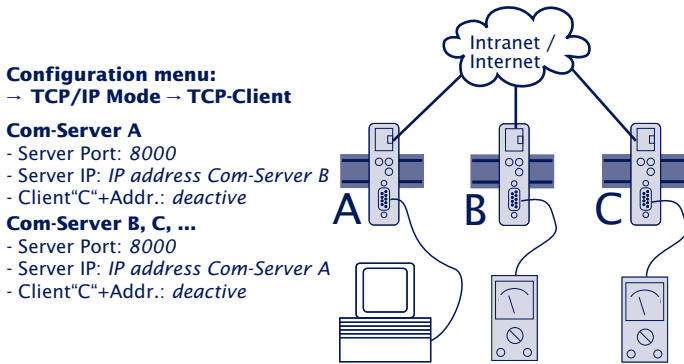 Configuration menu:
→ TCP/IP Mode → TCP-Client
Com-Server A
- Server Port: 8000
- Server IP: IP address Com-Server B
- Client"C"+Addr.: deactive
Com-Server B, C, ...
- Server Port: 8000
- Server IP: IP address Com-Server A
- Client"C"+Addr.: deactive
Intranet /
Internet
A
B
C